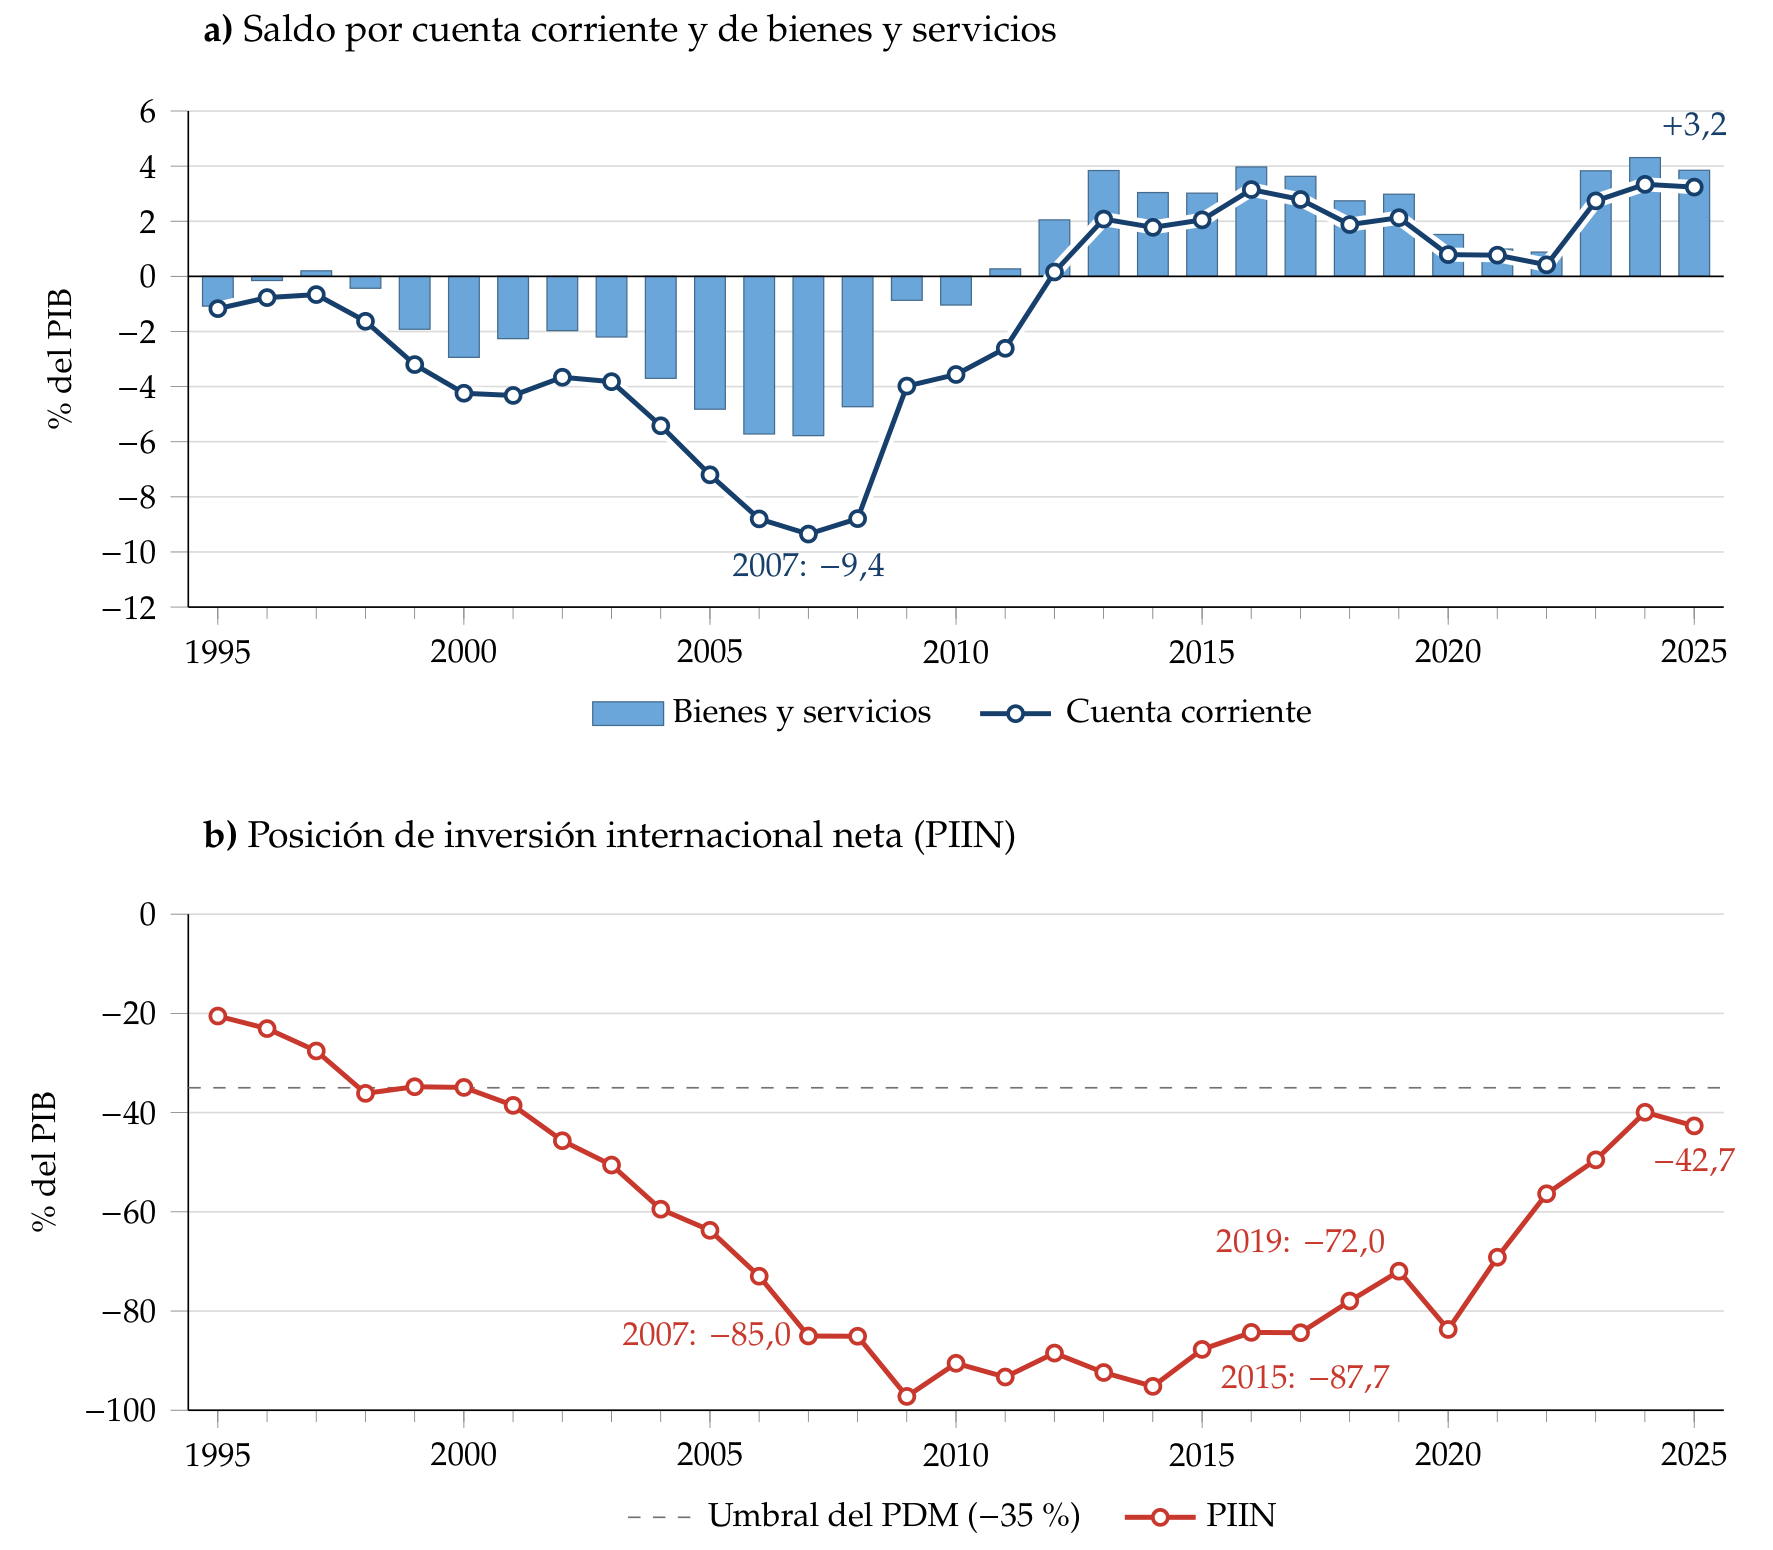 a) Saldo por cuenta corriente y de bienes y servicios
6
4
2
0
−2
−4
−6
−8
−10
−12
% del PIB
+3,2
2007: −9,4
1995 2000 2005 2010 2015 2020 2025
Bienes y servicios Cuenta corriente
b) Posición de inversión internacional neta (PIIN)
0
−20
−40
−60
−80
−100
% del PIB
−42,7
2019: −72,0
2007: −85,0
2015: −87,7
1995 2000 2005 2010 2015 2020 2025
Umbral del PDM (−35 %) PIIN